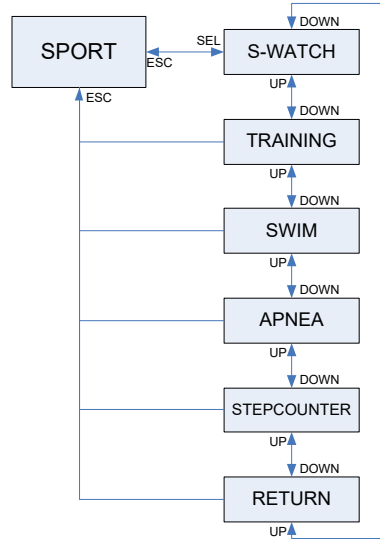 DOWN
SPORT
SEL
ESC
S-WATCH
ESC
UP
DOWN
TRAINING
UP
DOWN
SWIM
UP
DOWN
APNEA
UP
DOWN
STEPCOUNTER
UP
DOWN
RETURN
UP